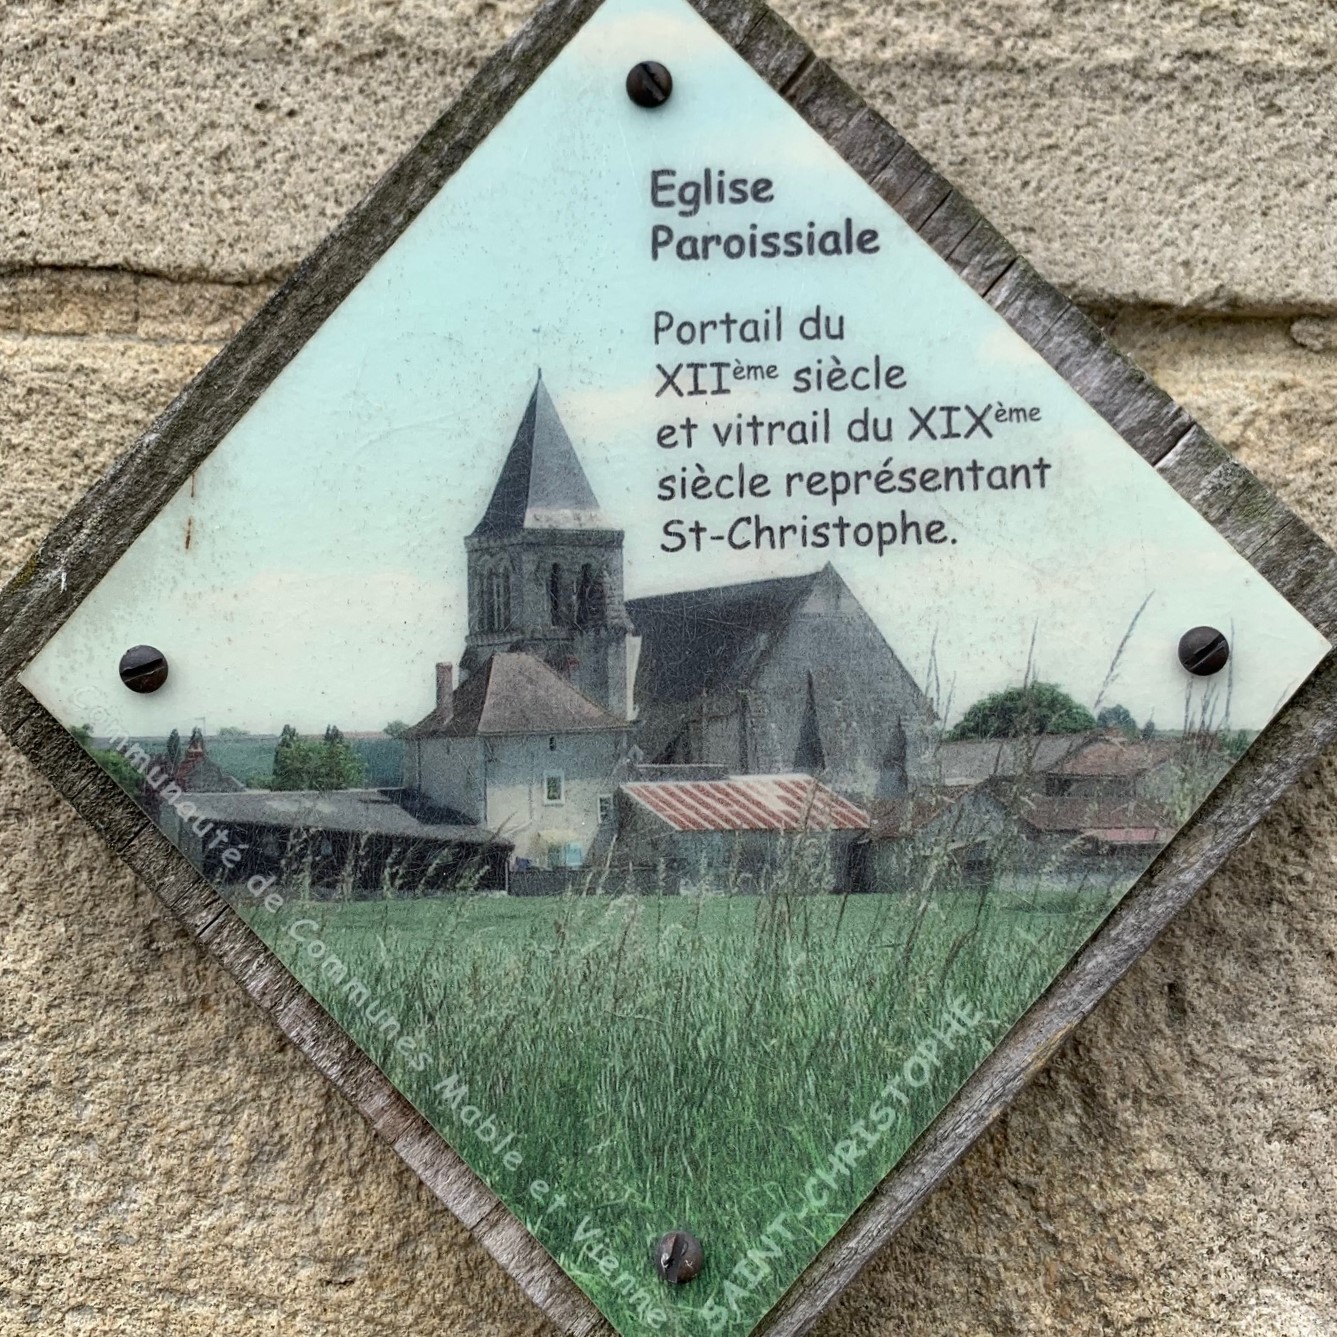 Eglise
Paroissiale
Portail du
XIIème siècle
et vitrail du XIXème
siècle représentant
St-Christophe.
Communauté de Communes Mable et Vienne
SAINT-CHRISTOPHE